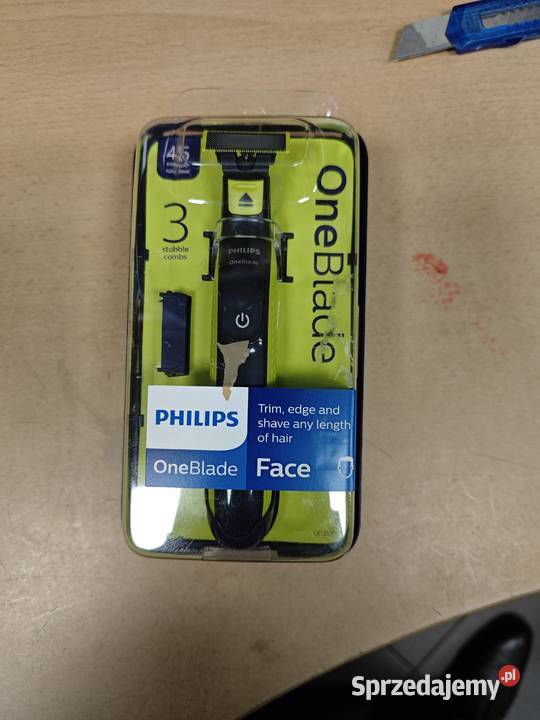 45
3
stubble
combs
OneBlade
PHILIPS
OneBlade
PHILIPS
OneBlade
Trim, edge and
shave any length
of hair
Face
Sprzedajemy.pl